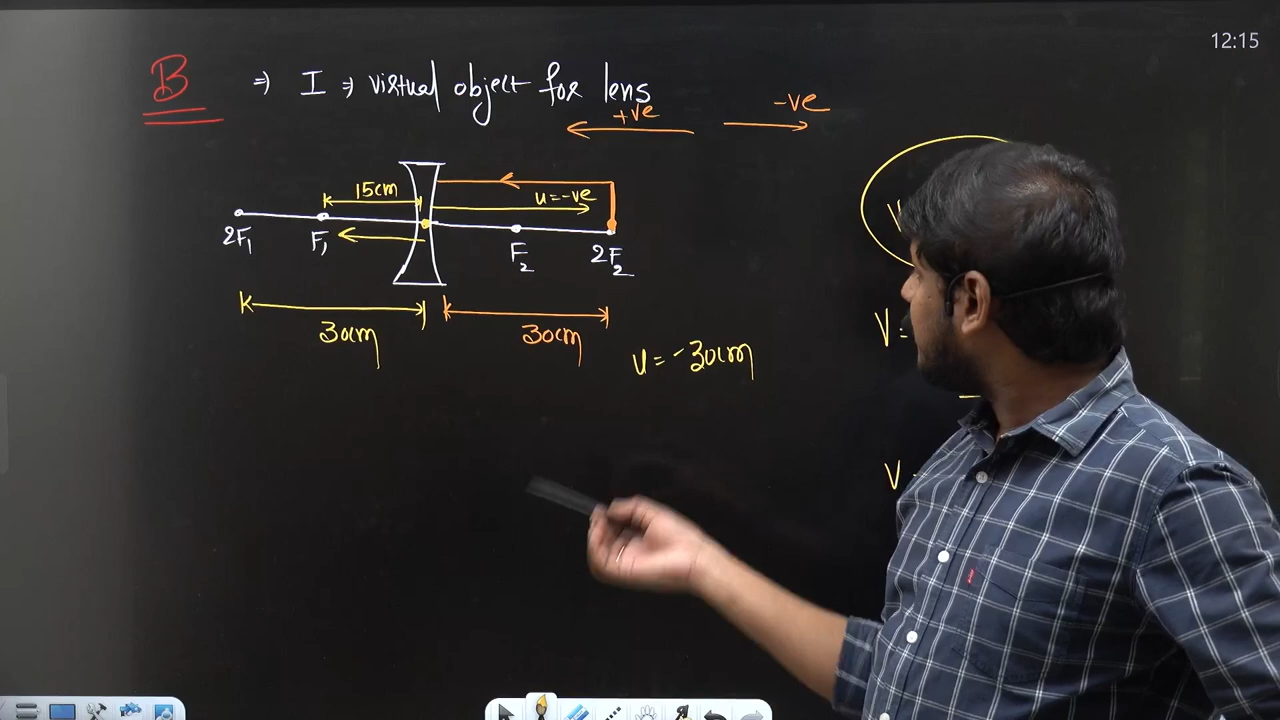 12:15
B ⇒ I ⇒ virtual object for lens
+ve
-ve
15cm
u=-ve
2F₁
F₁
F₂
2F₂
30cm
30cm
u = -30cm
V=
V